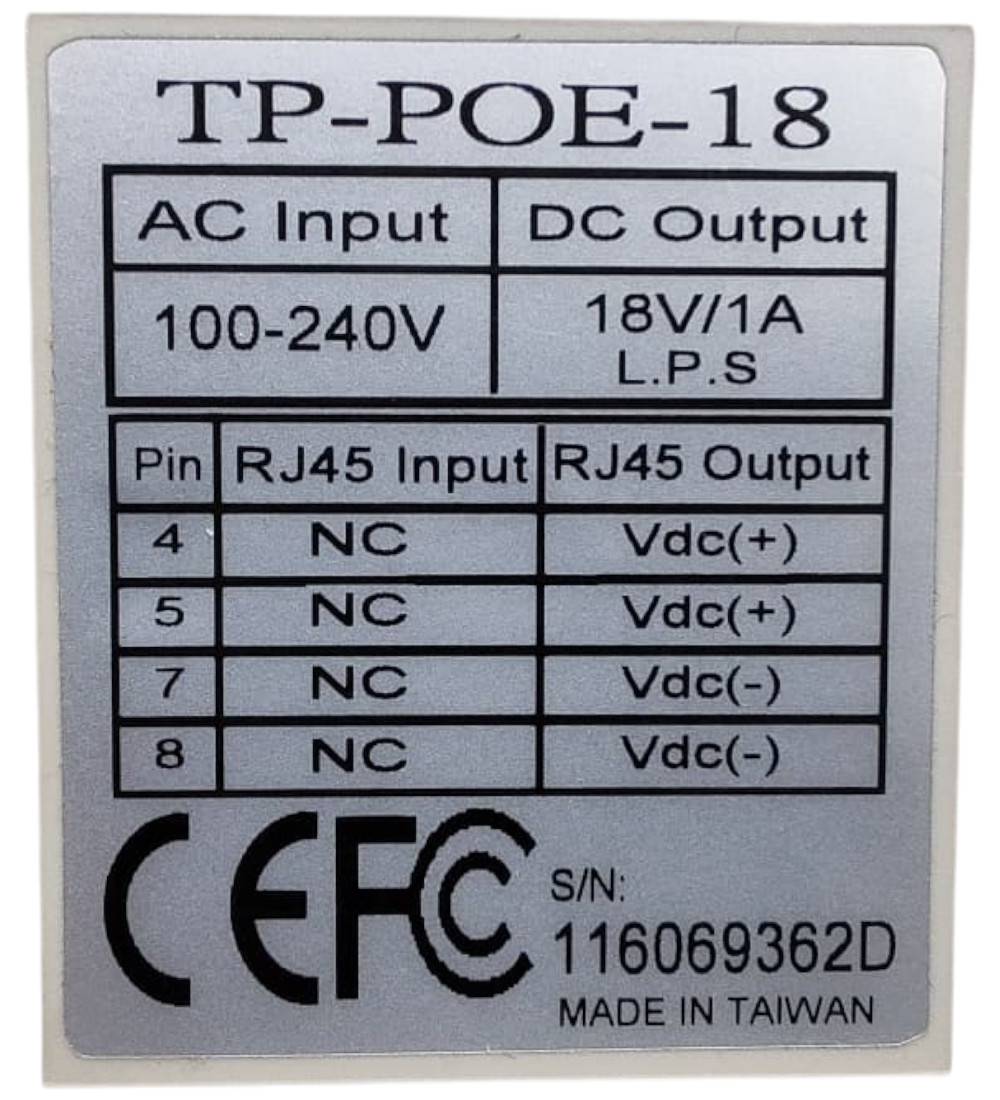 TP-POE-18
AC Input DC Output
100-240V 18V/1A
L.P.S
Pin RJ45 Input RJ45 Output
4 NC Vdc(+)
5 NC Vdc(+)
7 NC Vdc(-)
8 NC Vdc(-)
CE FC S/N:
116069362D
MADE IN TAIWAN